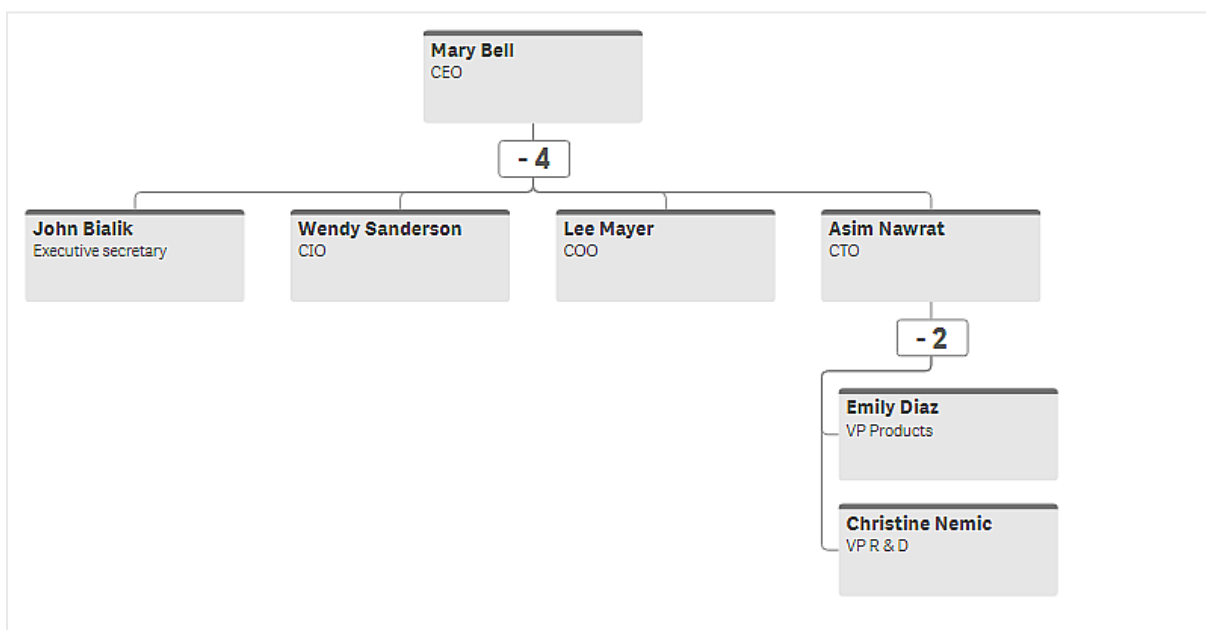 Mary Bell
CEO
- 4
John Bialik
Executive secretary
Wendy Sanderson
CIO
Lee Mayer
COO
Asim Nawrat
CTO
- 2
Emily Diaz
VP Products
Christine Nemic
VP R & D